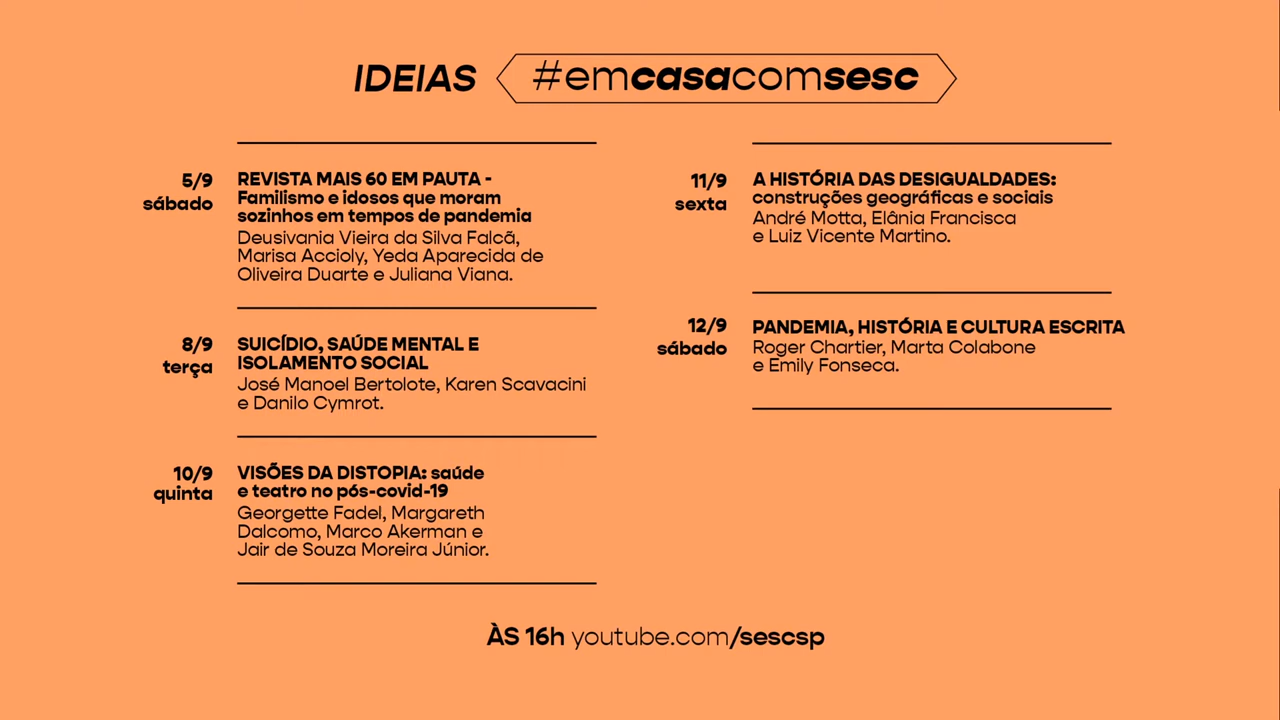 IDEIAS #emcasacomsesc
5/9
sábado
REVISTA MAIS 60 EM PAUTA -
Familismo e idosos que moram
sozinhos em tempos de pandemia
Deusivania Vieira da Silva Falcã,
Marisa Accioly, Yeda Aparecida de
Oliveira Duarte e Juliana Viana.
8/9
terça
SUICÍDIO, SAÚDE MENTAL E
ISOLAMENTO SOCIAL
José Manoel Bertolote, Karen Scavacini
e Danilo Cymrot.
10/9
quinta
VISÕES DA DISTOPIA: saúde
e teatro no pós-covid-19
Georgette Fadel, Margareth
Dalcomo, Marco Akerman e
Jair de Souza Moreira Júnior.
11/9
sexta
A HISTÓRIA DAS DESIGUALDADES:
construções geográficas e sociais
André Motta, Elânia Francisca
e Luiz Vicente Martino.
12/9
sábado
PANDEMIA, HISTÓRIA E CULTURA ESCRITA
Roger Chartier, Marta Colabone
e Emily Fonseca.
ÀS 16h youtube.com/sescsp